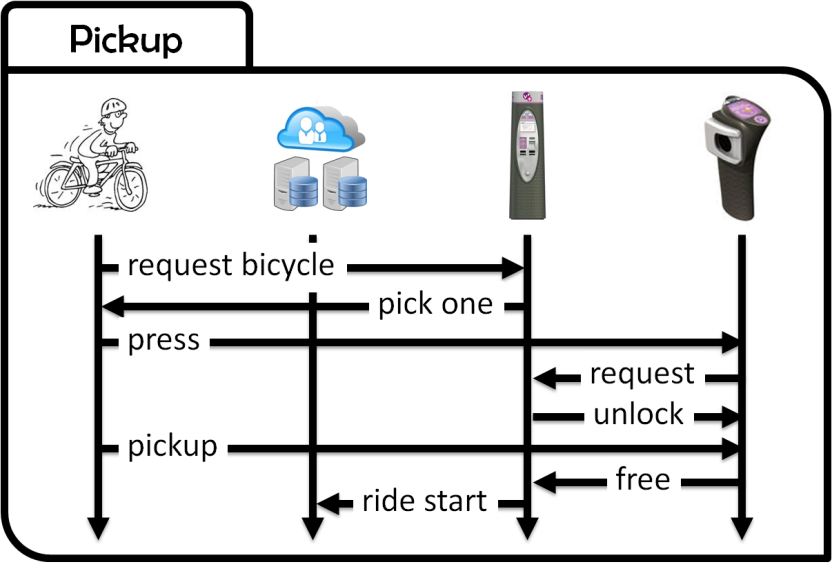 Pickup
request bicycle
pick one
press
request
unlock
pickup
free
ride start